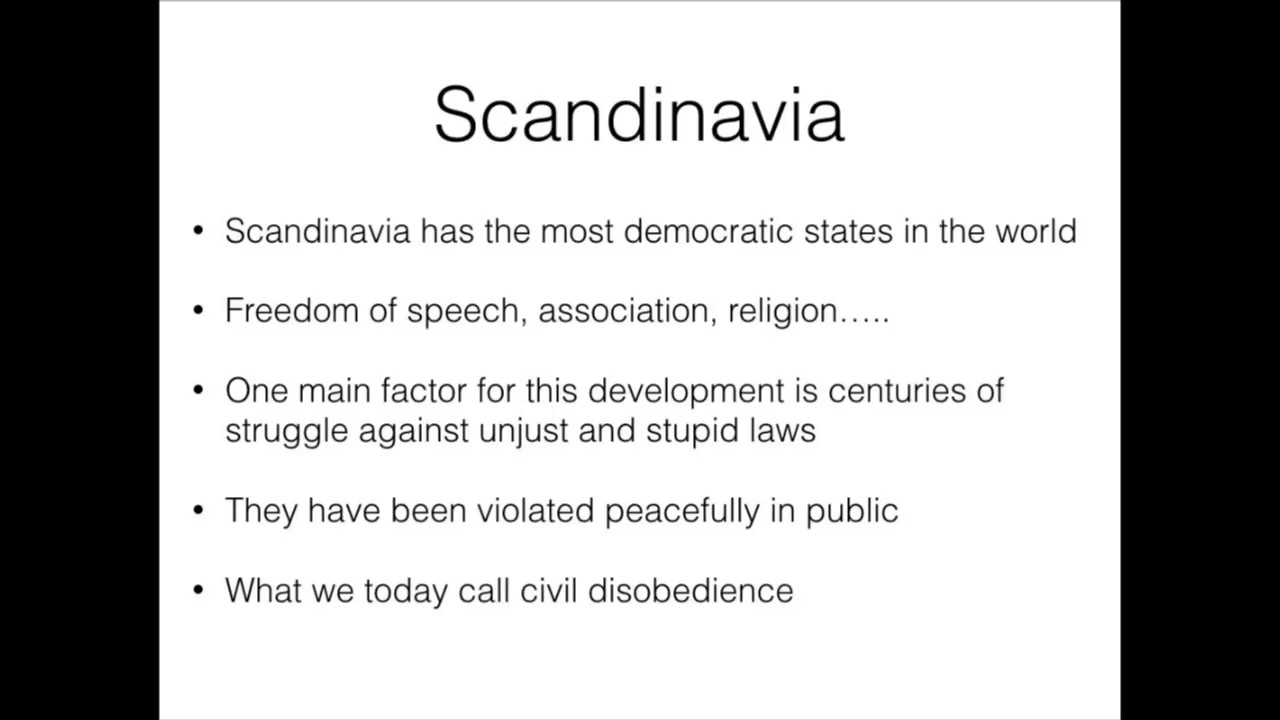 Scandinavia
• Scandinavia has the most democratic states in the world
• Freedom of speech, association, religion.....
• One main factor for this development is centuries of
struggle against unjust and stupid laws
• They have been violated peacefully in public
• What we today call civil disobedience